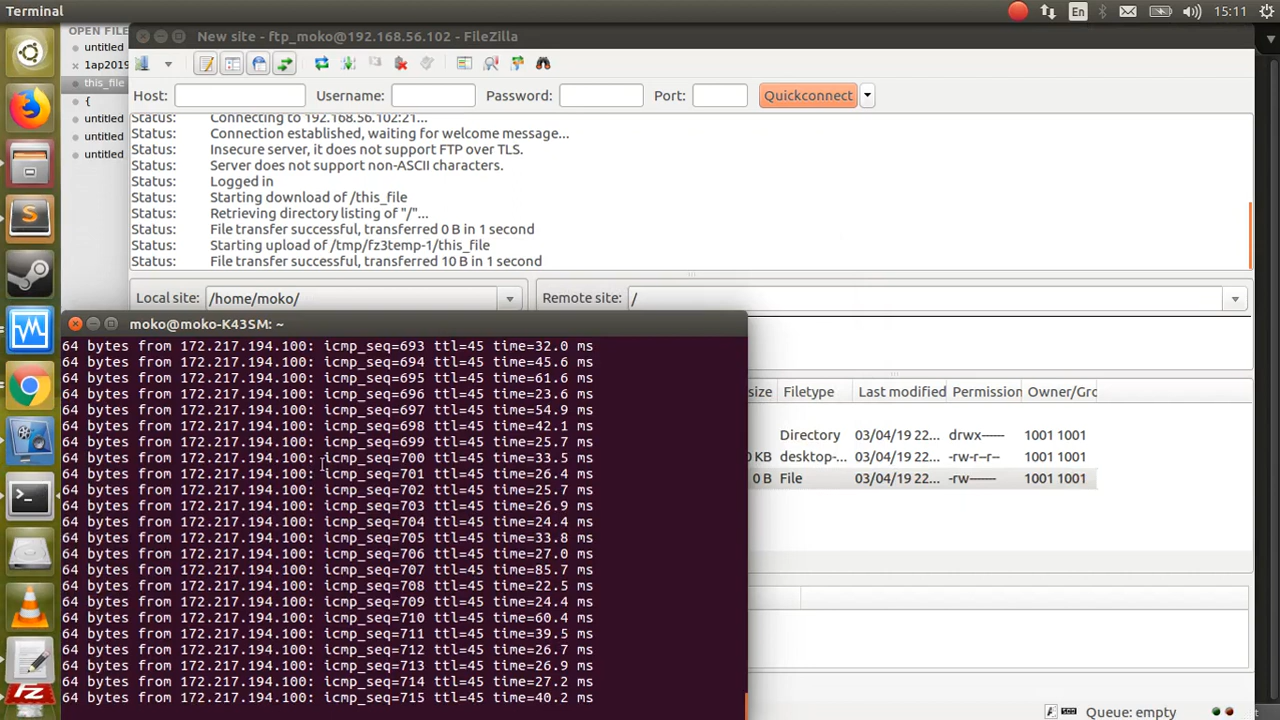 Terminal
En
15:11
OPEN FILE
untitled
1ap2019
this_file
{
untitled
untitled
untitled
New site - ftp_moko@192.168.56.102 - FileZilla
Host:
Username:
Password:
Port:
Quickconnect
Status: Connecting to 192.168.56.102:21...
Status: Connection established, waiting for welcome message...
Status: Insecure server, it does not support FTP over TLS.
Status: Server does not support non-ASCII characters.
Status: Logged in
Status: Starting download of /this_file
Status: Retrieving directory listing of "/"...
Status: File transfer successful, transferred 0 B in 1 second
Status: Starting upload of /tmp/fz3temp-1/this_file
Status: File transfer successful, transferred 10 B in 1 second
Local site: /home/moko/
Remote site: /
moko@moko-K43SM: ~
64 bytes from 172.217.194.100: icmp_seq=693 ttl=45 time=32.0 ms
64 bytes from 172.217.194.100: icmp_seq=694 ttl=45 time=45.6 ms
64 bytes from 172.217.194.100: icmp_seq=695 ttl=45 time=61.6 ms
64 bytes from 172.217.194.100: icmp_seq=696 ttl=45 time=23.6 ms
64 bytes from 172.217.194.100: icmp_seq=697 ttl=45 time=54.9 ms
64 bytes from 172.217.194.100: icmp_seq=698 ttl=45 time=42.1 ms
64 bytes from 172.217.194.100: icmp_seq=699 ttl=45 time=25.7 ms
64 bytes from 172.217.194.100: icmp_seq=700 ttl=45 time=33.5 ms
64 bytes from 172.217.194.100: icmp_seq=701 ttl=45 time=26.4 ms
64 bytes from 172.217.194.100: icmp_seq=702 ttl=45 time=25.7 ms
64 bytes from 172.217.194.100: icmp_seq=703 ttl=45 time=26.9 ms
64 bytes from 172.217.194.100: icmp_seq=704 ttl=45 time=24.4 ms
64 bytes from 172.217.194.100: icmp_seq=705 ttl=45 time=33.8 ms
64 bytes from 172.217.194.100: icmp_seq=706 ttl=45 time=27.0 ms
64 bytes from 172.217.194.100: icmp_seq=707 ttl=45 time=85.7 ms
64 bytes from 172.217.194.100: icmp_seq=708 ttl=45 time=22.5 ms
64 bytes from 172.217.194.100: icmp_seq=709 ttl=45 time=24.4 ms
64 bytes from 172.217.194.100: icmp_seq=710 ttl=45 time=60.4 ms
64 bytes from 172.217.194.100: icmp_seq=711 ttl=45 time=39.5 ms
64 bytes from 172.217.194.100: icmp_seq=712 ttl=45 time=26.7 ms
64 bytes from 172.217.194.100: icmp_seq=713 ttl=45 time=26.9 ms
64 bytes from 172.217.194.100: icmp_seq=714 ttl=45 time=27.2 ms
64 bytes from 172.217.194.100: icmp_seq=715 ttl=45 time=40.2 ms
size Filetype Last modified Permission Owner/Grc
Directory 03/04/19 22... drwx------ 1001 1001
KB desktop-... 03/04/19 22... -rw-r--r-- 1001 1001
0 B File 03/04/19 22... -rw------- 1001 1001
Queue: empty